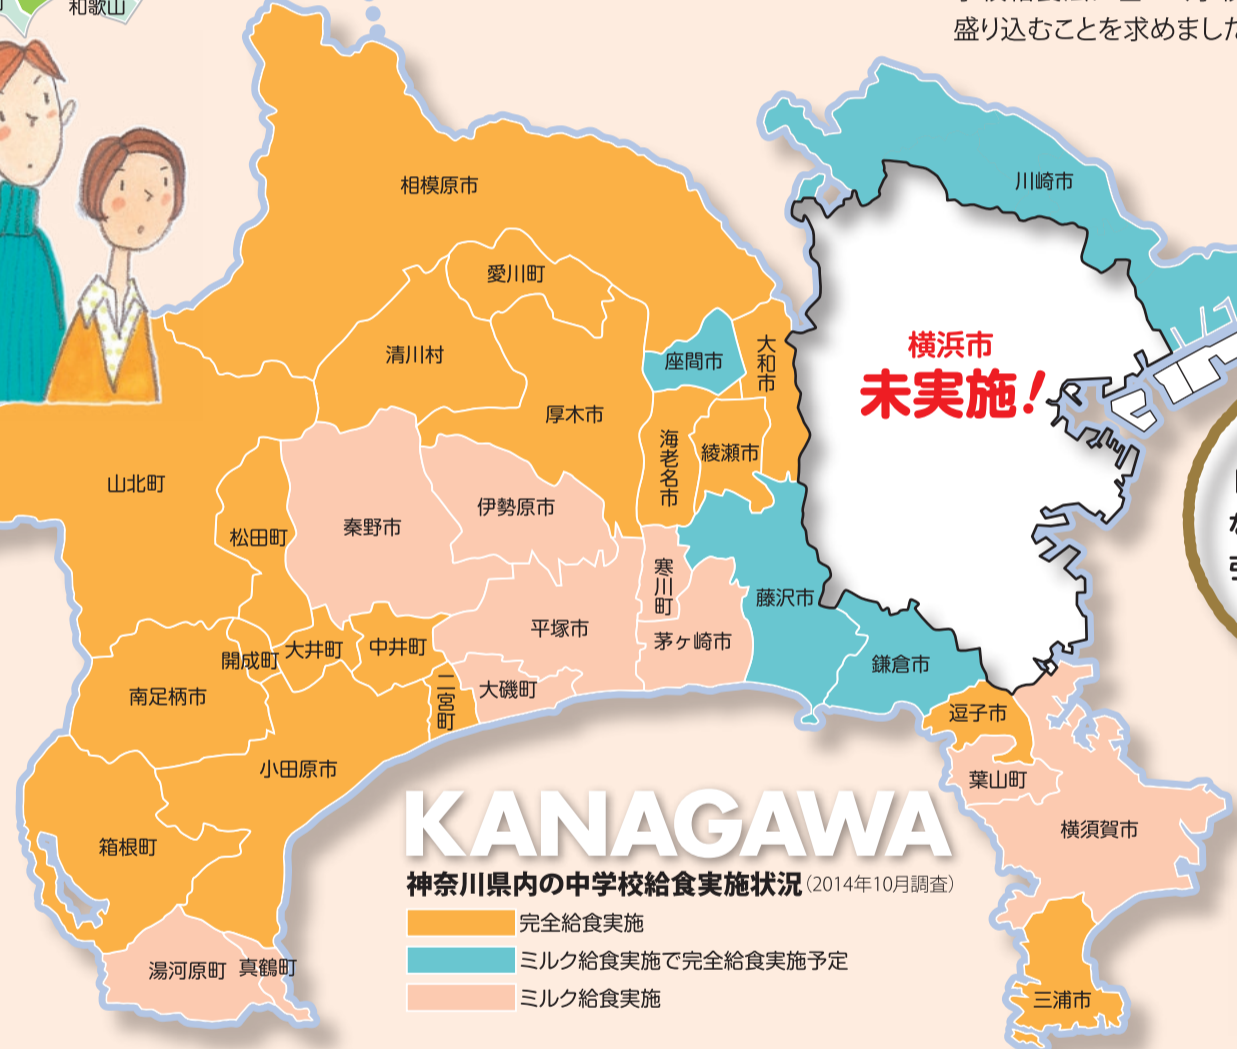 和歌山
盛り込むことを求めました
川崎市
相模原市
愛川町
横浜市
未実施!
清川村
座間市
大和市
厚木市
海老名市
綾瀬市
山北町
伊勢原市
秦野市
松田町
寒川町
藤沢市
平塚市
茅ヶ崎市
大井町
中井町
開成町
鎌倉市
南足柄市
大磯町
二宮町
逗子市
小田原市
葉山町
横須賀市
箱根町
KANAGAWA
神奈川県内の中学校給食実施状況(2014年10月調査)
完全給食実施
ミルク給食実施で完全給食実施予定
ミルク給食実施
湯河原町
真鶴町
三浦市